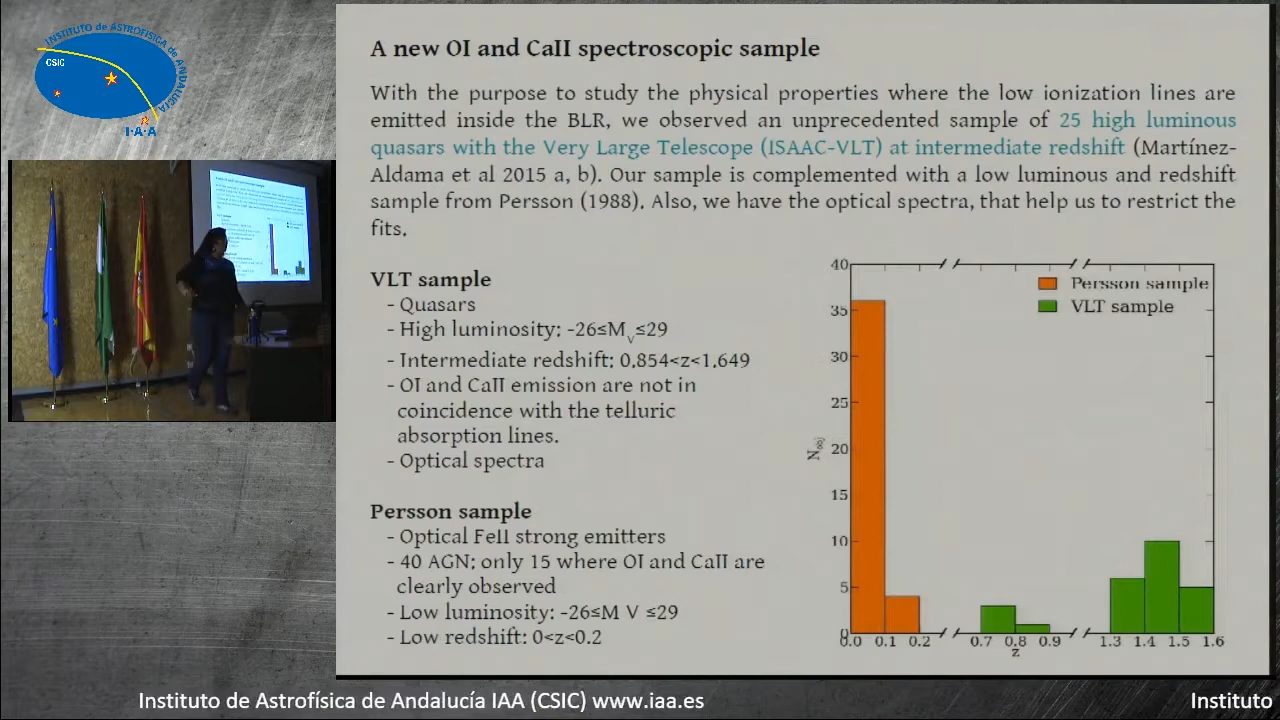 INSTITUTO de ASTROFÍSICA de ANDALUCÍA
CSIC
I·A·A
A new OI and CaII spectroscopic sample
With the purpose to study the physical properties where the low ionization lines are
emitted inside the BLR, we observed an unprecedented sample of 25 high luminous
quasars with the Very Large Telescope (ISAAC-VLT) at intermediate redshift (Martínez-
Aldama et al 2015 a, b). Our sample is complemented with a low luminous and redshift
sample from Persson (1988). Also, we have the optical spectra, that help us to restrict the
fits.
VLT sample
- Quasars
- High luminosity: -26≤Mv≤29
- Intermediate redshift: 0.854<z<1.649
- OI and CaII emission are not in
coincidence with the telluric
absorption lines.
- Optical spectra
Persson sample
- Optical FeII strong emitters
- 40 AGN: only 15 where OI and CaII are
clearly observed
- Low luminosity: -26≤M V ≤29
- Low redshift: 0<z<0.2
40
35
30
25
20
15
10
5
0
Nobj
Persson sample
VLT sample
0.0 0.1 0.2 0.7 0.8 0.9 1.3 1.4 1.5 1.6
z
Instituto de Astrofísica de Andalucía IAA (CSIC) www.iaa.es
Instituto